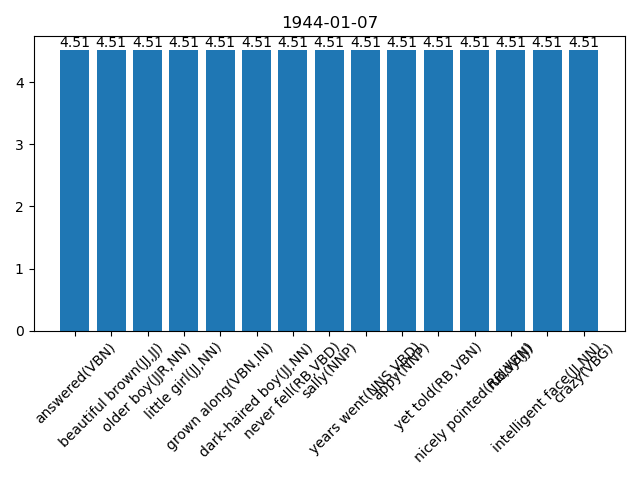 1944-01-07
4.51 4.51 4.51 4.51 4.51 4.51 4.51 4.51 4.51 4.51 4.51 4.51 4.51 4.51 4.51
4
3
2
1
0
answered(VBN)
beautiful brown(JJ,JJ)
older boy(JJR,NN)
little girl(JJ,NN)
grown along(VBN,IN)
dark-haired boy(JJ,NN)
never fell(RB,VBD)
sally(NNP)
years went(NNS,VBD)
appy(NNP)
yet told(RB,VBN)
nicely pointed(RB,VBN)
intelligent face(JJ,NN)
crazy(VBG)